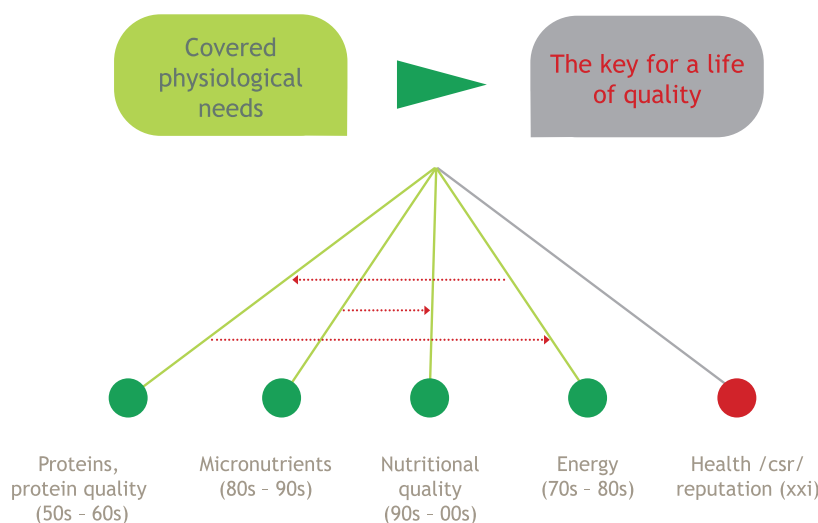 Covered
physiological
needs
The key for a life
of quality
Proteins,
protein quality
(50s – 60s)
Micronutrients
(80s – 90s)
Nutritional
quality
(90s – 00s)
Energy
(70s – 80s)
Health /csr/
reputation (xxi)